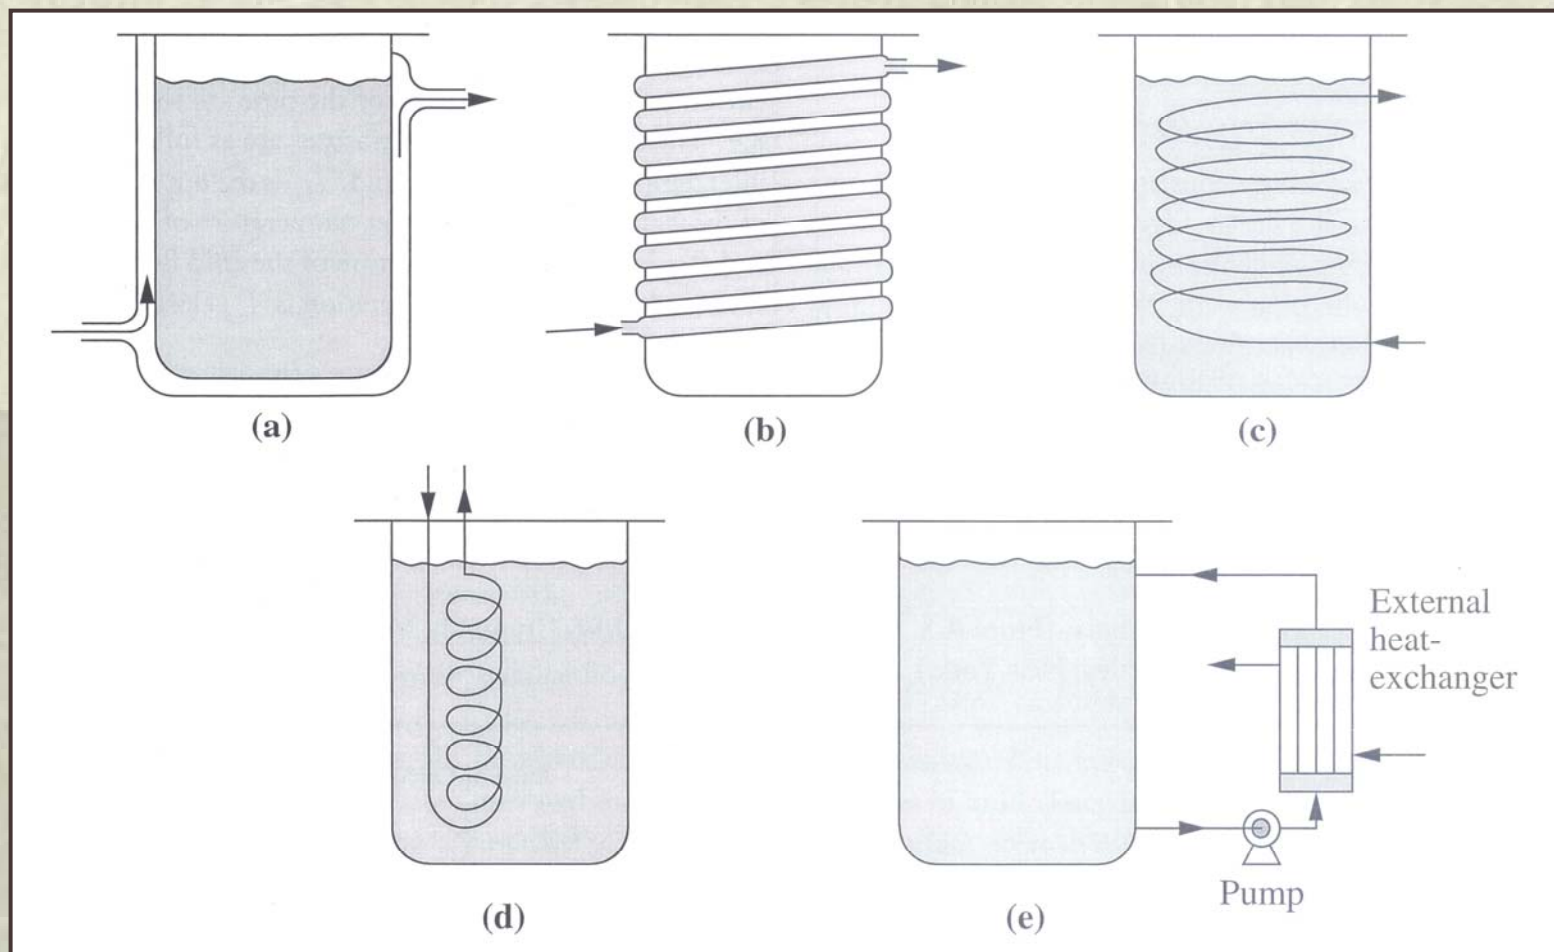 (a)
(b)
(c)
(d)
(e)
External
heat-
exchanger
Pump